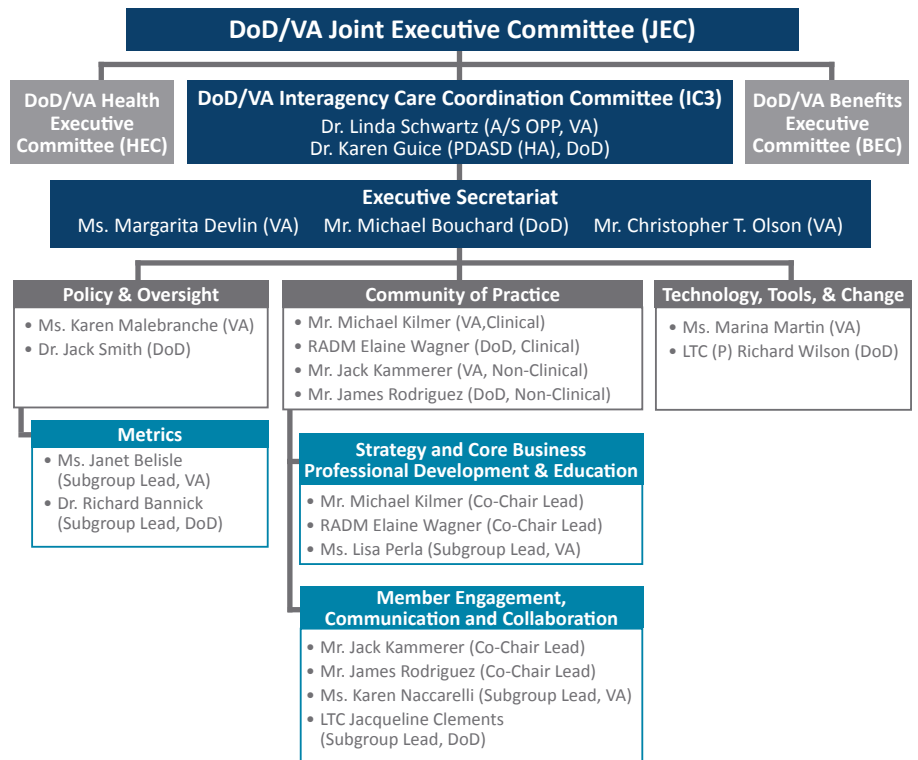 DoD/VA Joint Executive Committee (JEC)
DoD/VA Health
Executive
Committee (HEC)
DoD/VA Interagency Care Coordination Committee (IC3)
Dr. Linda Schwartz (A/S OPP, VA)
Dr. Karen Guice (PDASD (HA), DoD)
DoD/VA Benefits
Executive
Committee (BEC)
Executive Secretariat
Ms. Margarita Devlin (VA) Mr. Michael Bouchard (DoD) Mr. Christopher T. Olson (VA)
Policy & Oversight
• Ms. Karen Malebranche (VA)
• Dr. Jack Smith (DoD)
Metrics
• Ms. Janet Belisle
(Subgroup Lead, VA)
• Dr. Richard Bannick
(Subgroup Lead, DoD)
Community of Practice
• Mr. Michael Kilmer (VA,Clinical)
• RADM Elaine Wagner (DoD, Clinical)
• Mr. Jack Kammerer (VA, Non-Clinical)
• Mr. James Rodriguez (DoD, Non-Clinical)
Strategy and Core Business
Professional Development & Education
• Mr. Michael Kilmer (Co-Chair Lead)
• RADM Elaine Wagner (Co-Chair Lead)
• Ms. Lisa Perla (Subgroup Lead, VA)
Member Engagement,
Communication and Collaboration
• Mr. Jack Kammerer (Co-Chair Lead)
• Mr. James Rodriguez (Co-Chair Lead)
• Ms. Karen Naccarelli (Subgroup Lead, VA)
• LTC Jacqueline Clements
(Subgroup Lead, DoD)
Technology, Tools, & Change
• Ms. Marina Martin (VA)
• LTC (P) Richard Wilson (DoD)